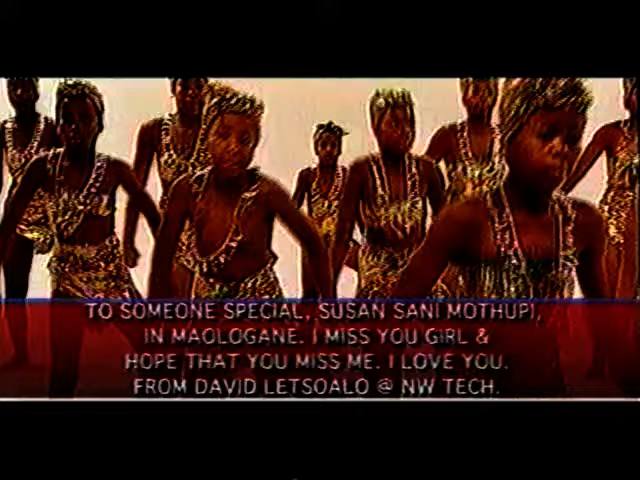 TO SOMEONE SPECIAL, SUSAN SANI MOTHUPI,
IN MAOLOGANE. I MISS YOU GIRL &
HOPE THAT YOU MISS ME. I LOVE YOU.
FROM DAVID LETSOALO @ NW TECH.